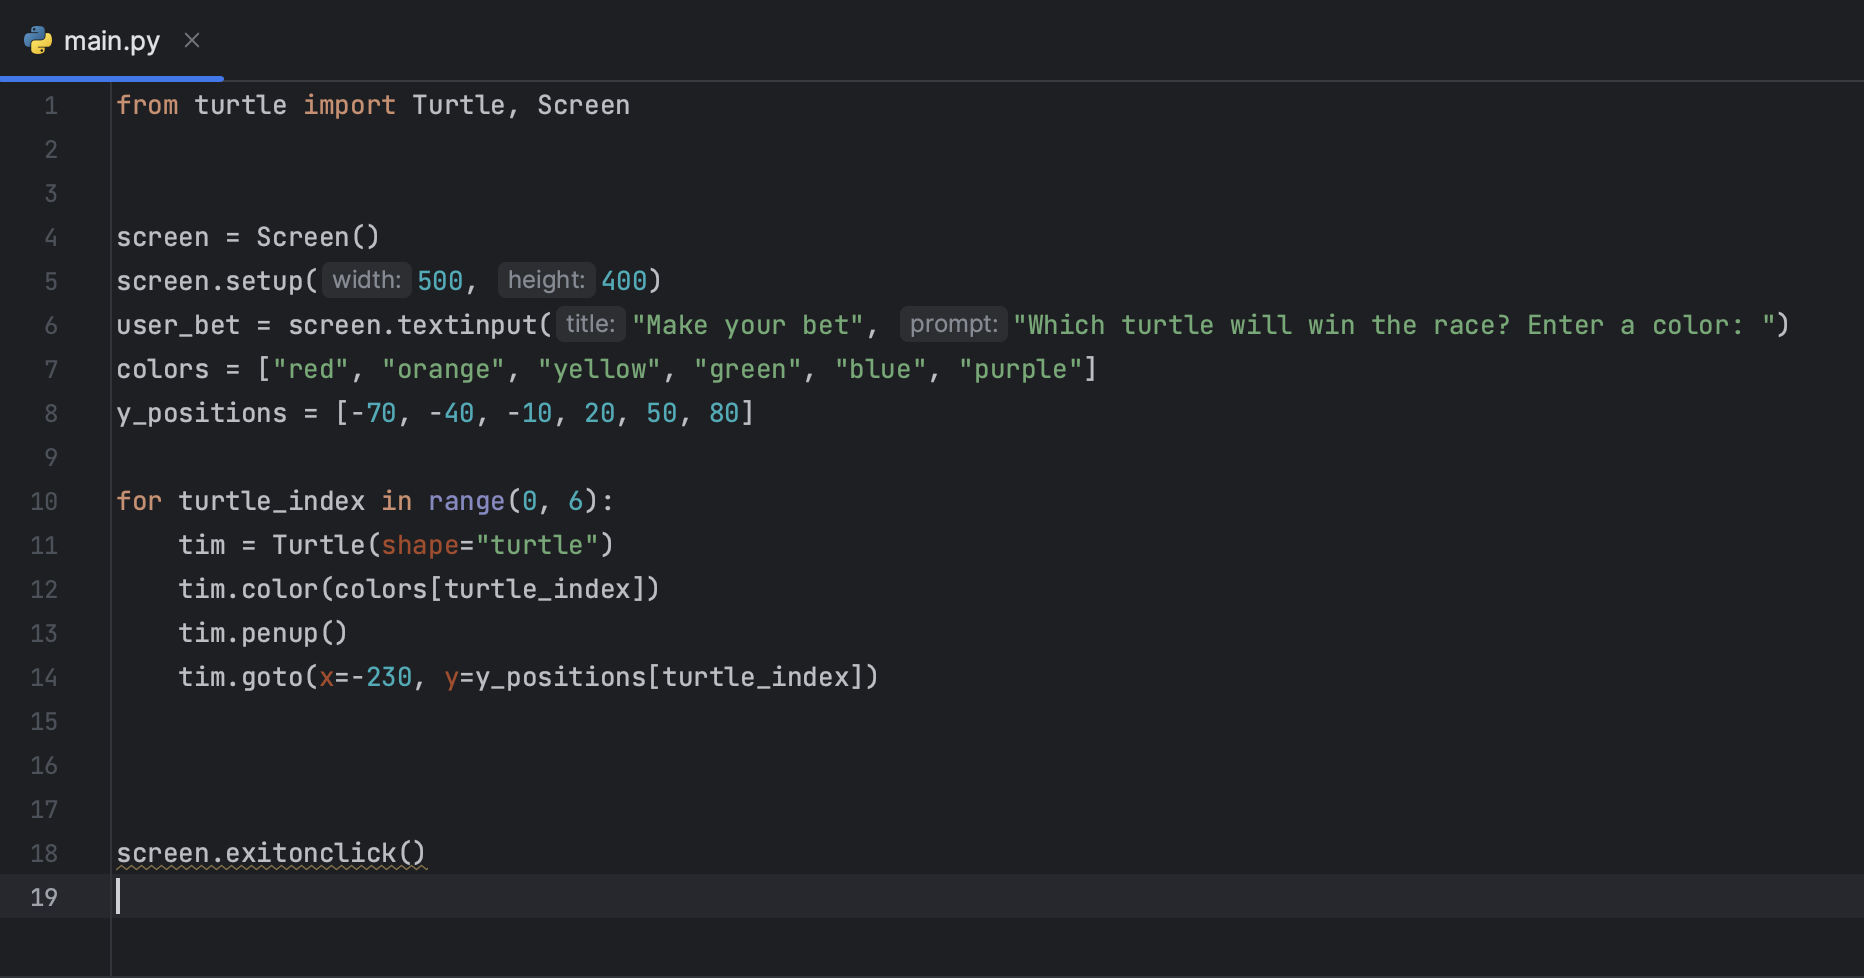 main.py
1 from turtle import Turtle, Screen
2
3
4 screen = Screen()
5 screen.setup( width: 500, height: 400)
6 user_bet = screen.textinput( title: "Make your bet", prompt: "Which turtle will win the race? Enter a color: ")
7 colors = ["red", "orange", "yellow", "green", "blue", "purple"]
8 y_positions = [-70, -40, -10, 20, 50, 80]
9
10 for turtle_index in range(0, 6):
11     tim = Turtle(shape="turtle")
12     tim.color(colors[turtle_index])
13     tim.penup()
14     tim.goto(x=-230, y=y_positions[turtle_index])
15
16
17
18 screen.exitonclick()
19